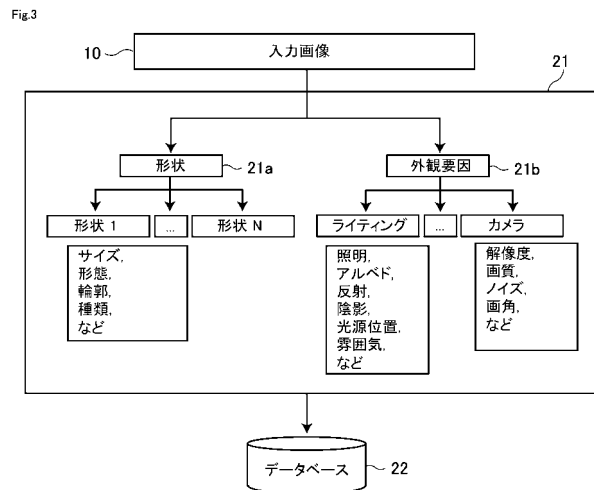 Fig.3
10
入力画像
21
形状
21a
外観要因
21b
形状 1
...
形状 N
ライティング
...
カメラ
サイズ,
形態,
輪郭,
種類,
など
照明,
アルベド,
反射,
陰影,
光源位置,
雰囲気,
など
解像度,
画質,
ノイズ,
画角,
など
データベース
22